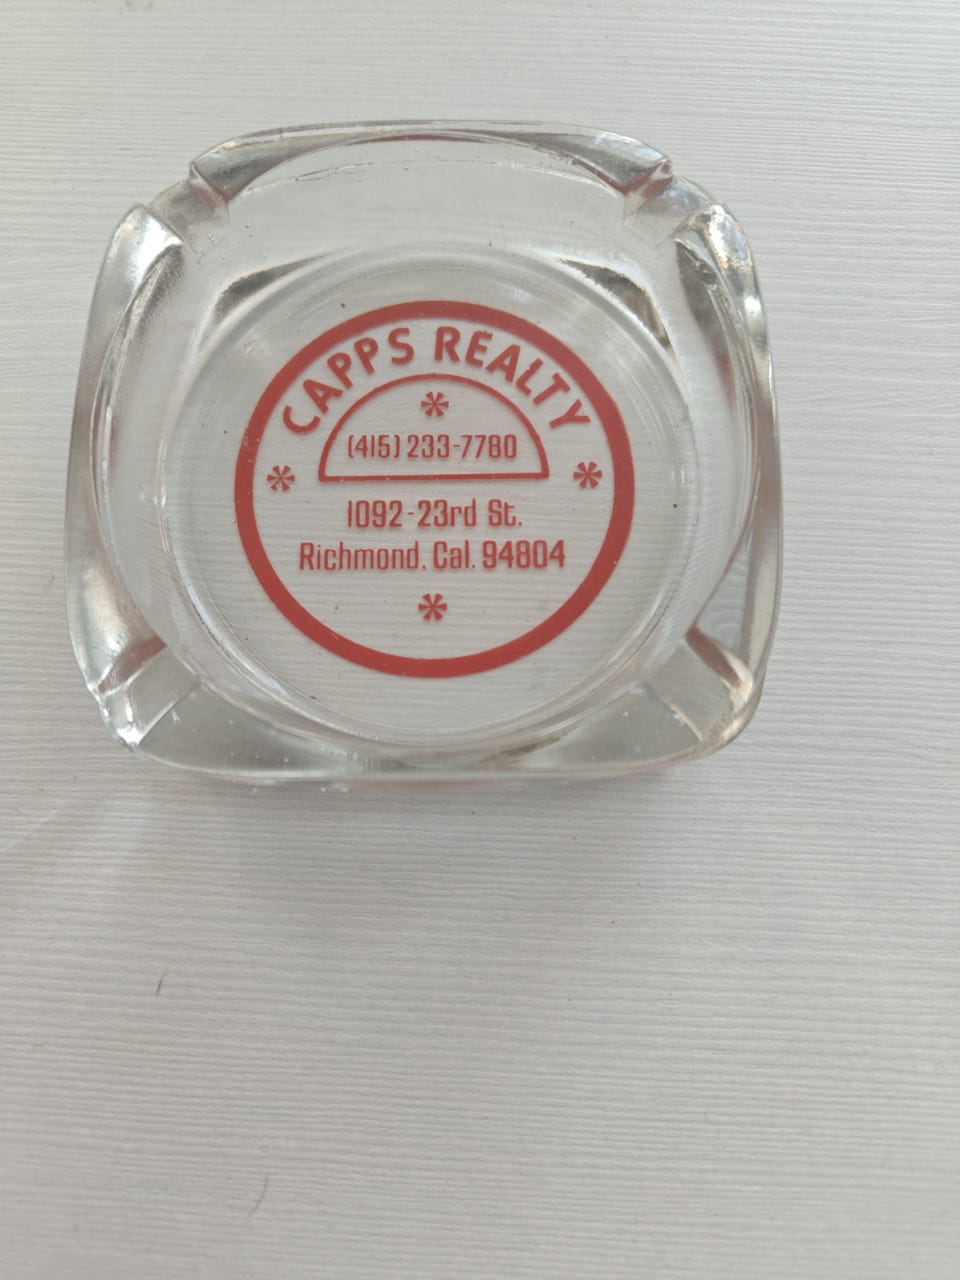 CAPPS REALTY
(415) 233-7780
1092-23rd St.
Richmond, Cal. 94804